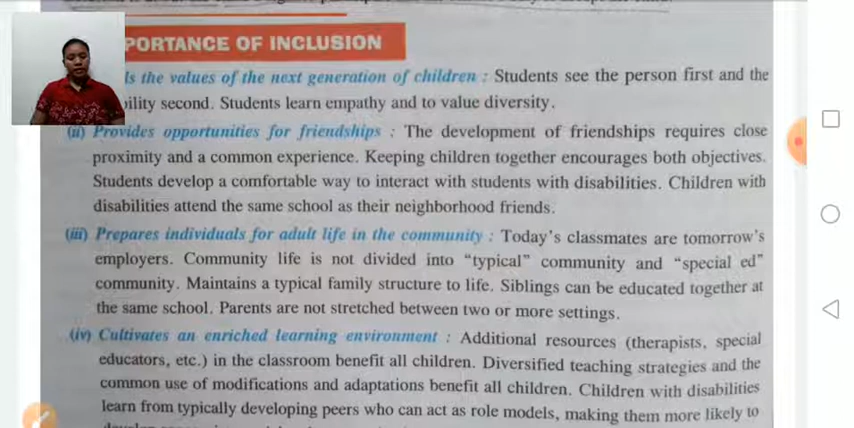 PORTANCE OF INCLUSION
ls the values of the next generation of children : Students see the person first and the
ility second. Students learn empathy and to value diversity.
(ii) Provides opportunities for friendships : The development of friendships requires close
proximity and a common experience. Keeping children together encourages both objectives.
Students develop a comfortable way to interact with students with disabilities. Children with
disabilities attend the same school as their neighborhood friends.
(iii) Prepares individuals for adult life in the community : Today's classmates are tomorrow's
employers. Community life is not divided into "typical" community and "special ed"
community. Maintains a typical family structure to life. Siblings can be educated together at
the same school. Parents are not stretched between two or more settings.
(iv) Cultivates an enriched learning environment : Additional resources (therapists, special
educators, etc.) in the classroom benefit all children. Diversified teaching strategies and the
common use of modifications and adaptations benefit all children. Children with disabilities
learn from typically developing peers who can act as role models, making them more likely to